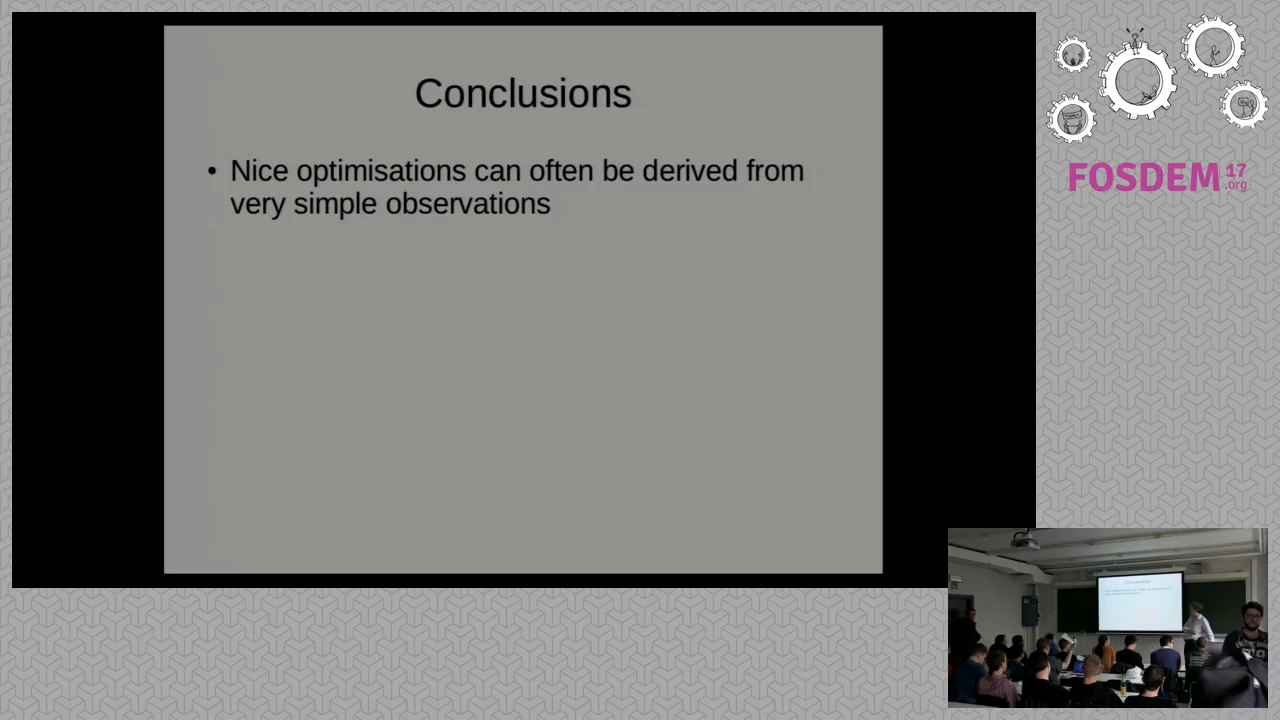 Conclusions
• Nice optimisations can often be derived from
very simple observations
FOSDEM 17
.org